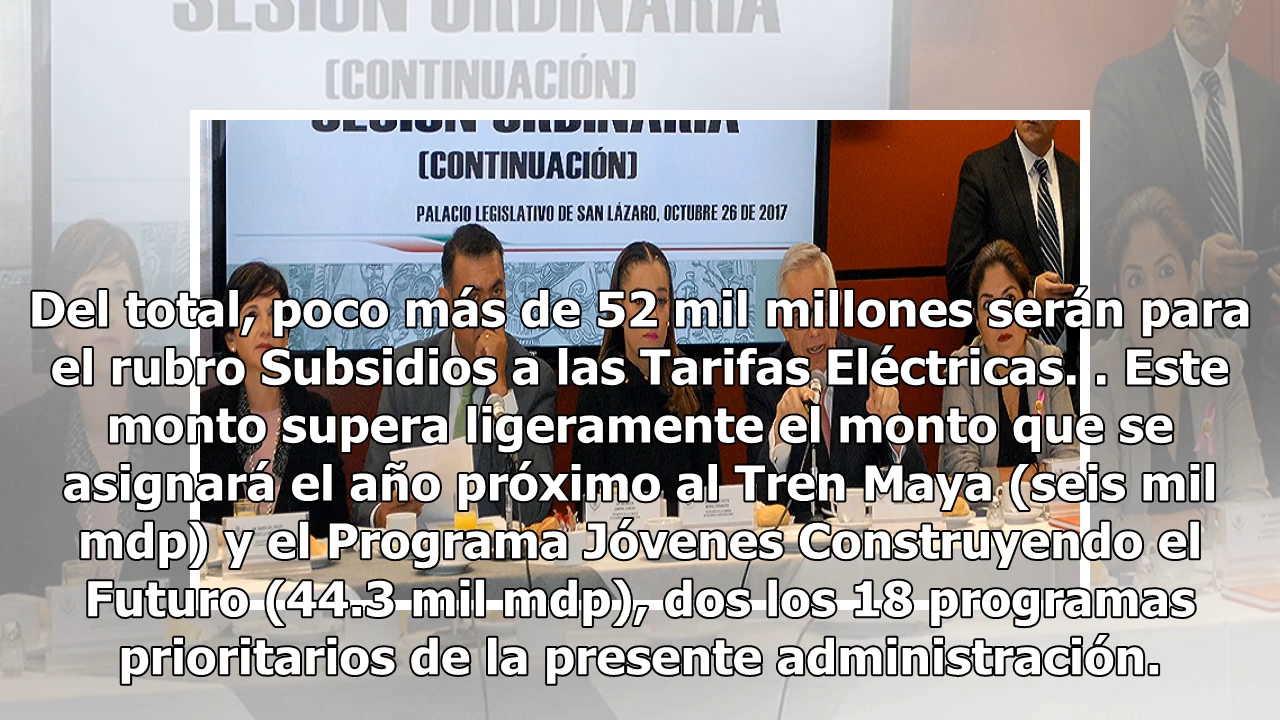 SESIÓN ORDINARIA
(CONTINUACIÓN)
SESIÓN ORDINARIA
(CONTINUACIÓN)
PALACIO LEGISLATIVO DE SAN LÁZARO, OCTUBRE 26 DE 2017
Del total, poco más de 52 mil millones serán para
el rubro Subsidios a las Tarifas Eléctricas. . Este
monto supera ligeramente el monto que se
asignará el año próximo al Tren Maya (seis mil
mdp) y el Programa Jóvenes Construyendo el
Futuro (44.3 mil mdp), dos los 18 programas
prioritarios de la presente administración.